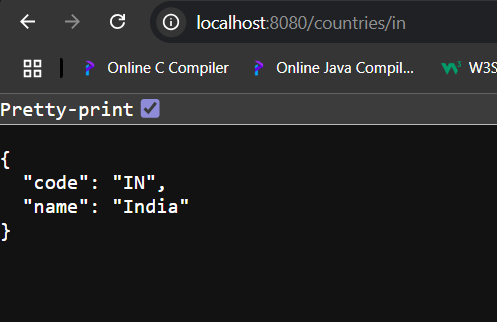 localhost:8080/countries/in
Online C Compiler Online Java Compil... W3S
Pretty-print
{
  "code": "IN",
  "name": "India"
}